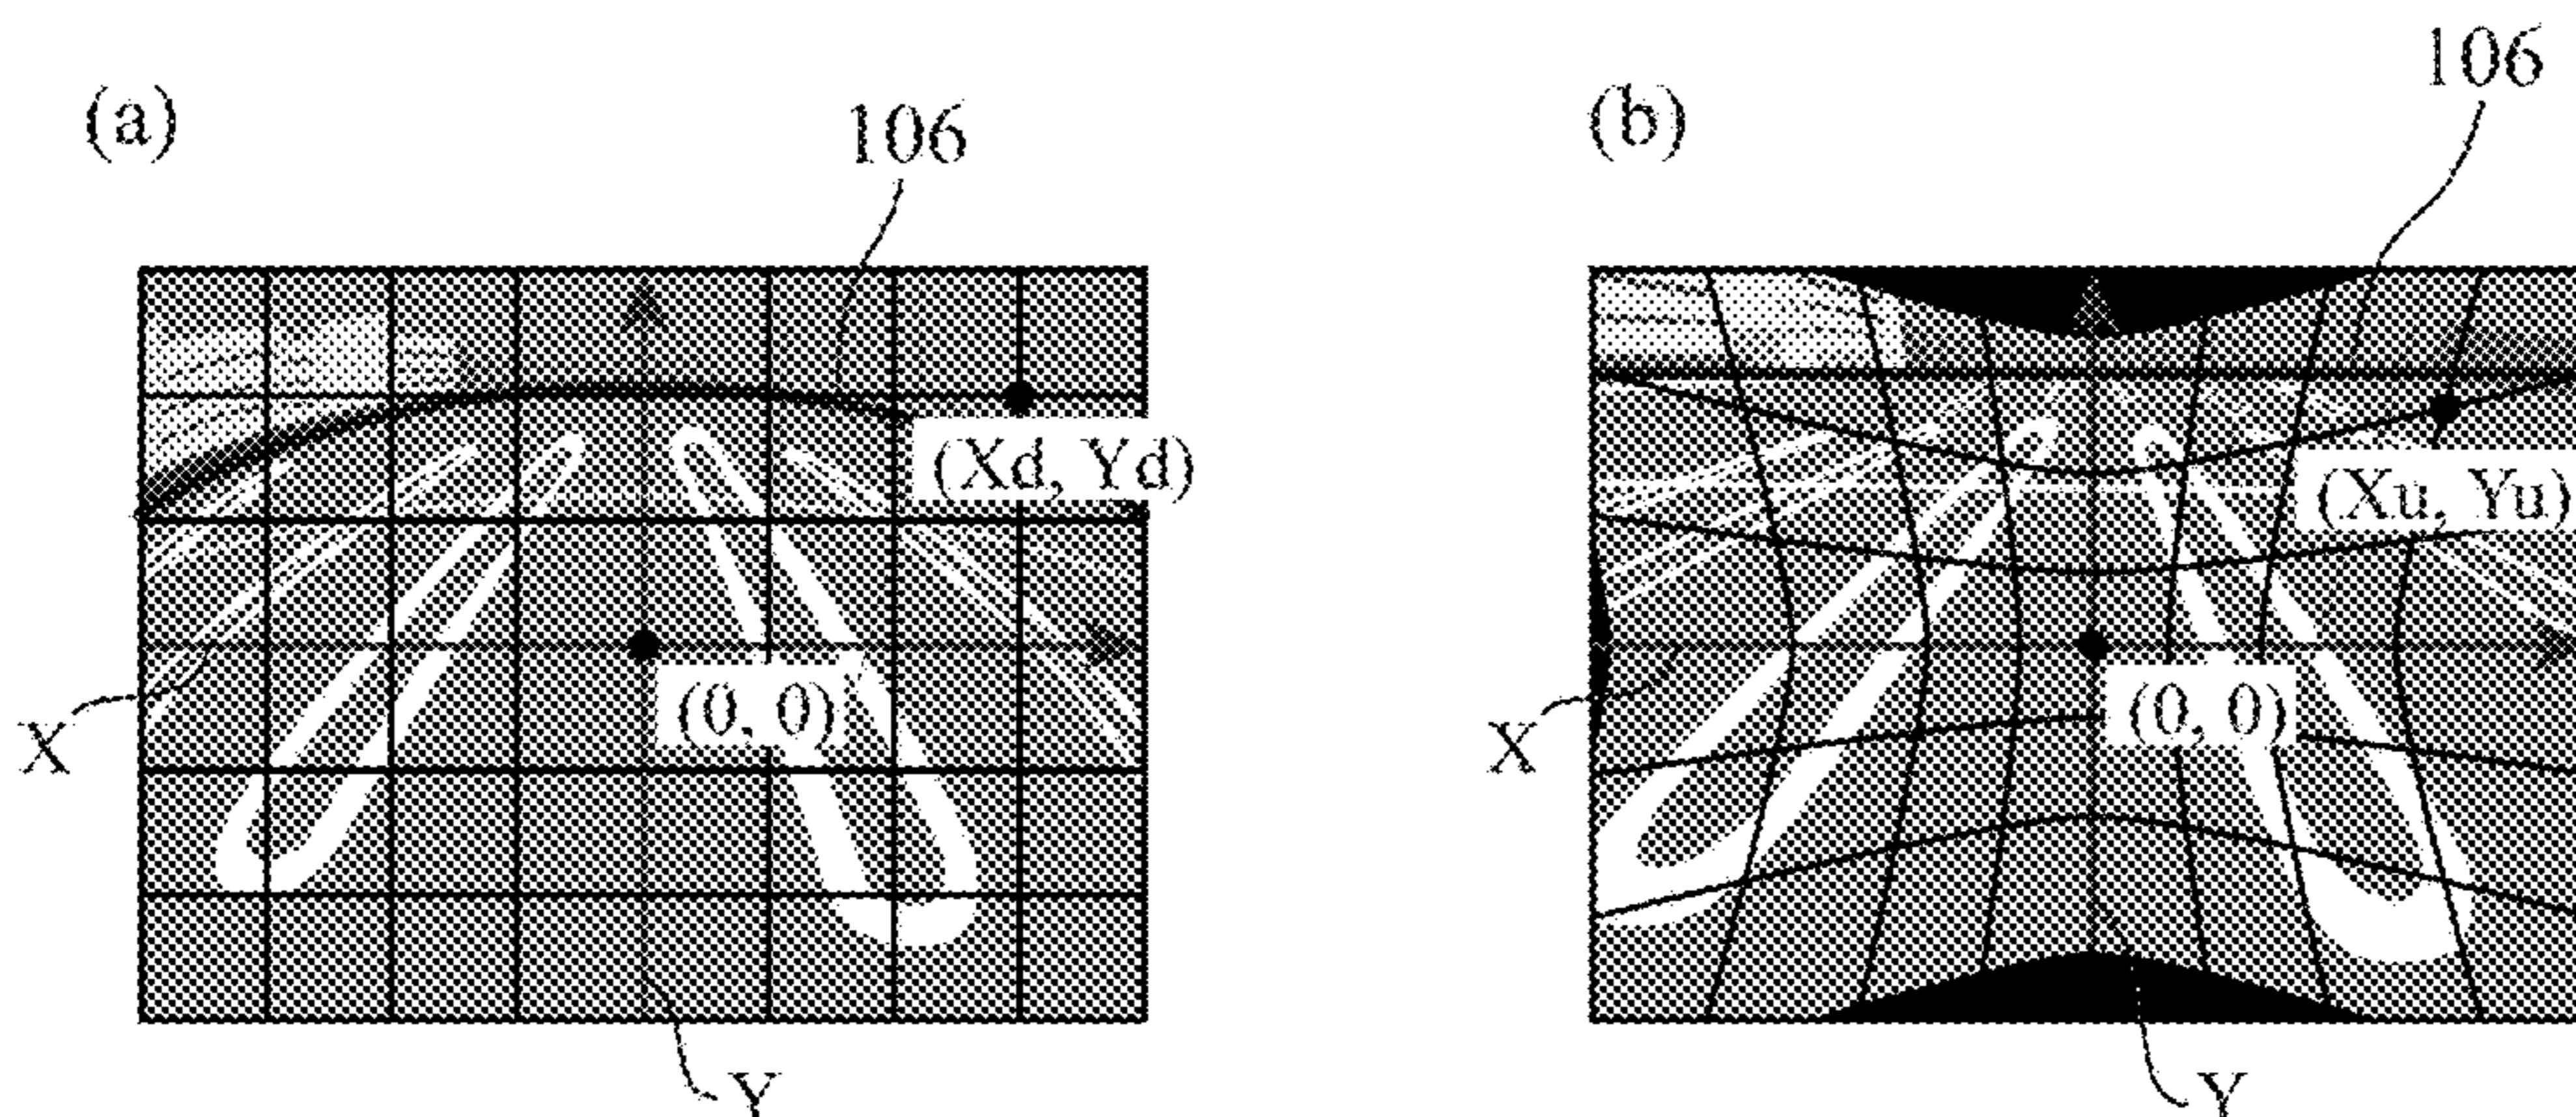 (a)
106
(Xd, Yd)
(0, 0)
X
Y
(b)
106
(Xu, Yu)
(0, 0)
X
Y